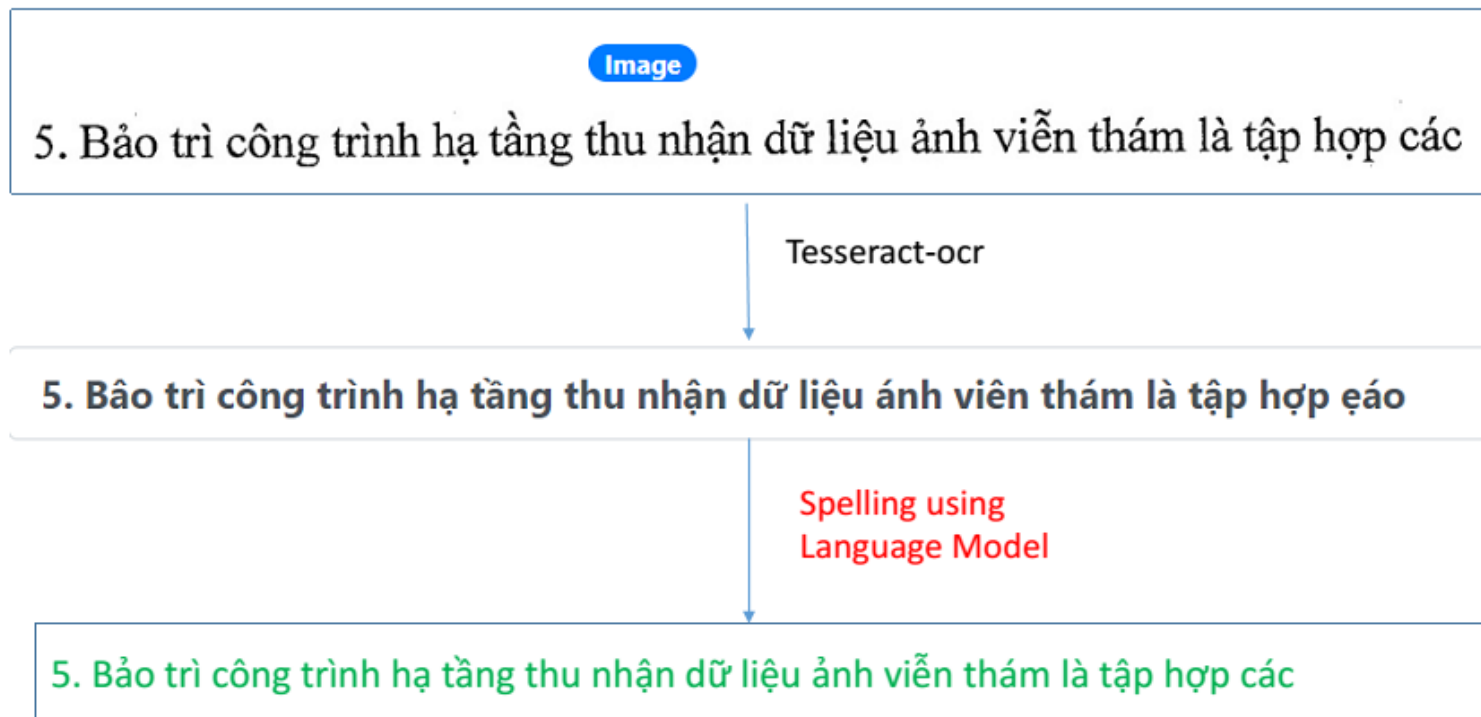 Image
5. Bảo trì công trình hạ tầng thu nhận dữ liệu ảnh viễn thám là tập hợp các
Tesseract-ocr
5. Bâo trì công trình hạ tầng thu nhận dữ liệu ánh viên thám là tập hợp ẹáo
Spelling using
Language Model
5. Bảo trì công trình hạ tầng thu nhận dữ liệu ảnh viễn thám là tập hợp các